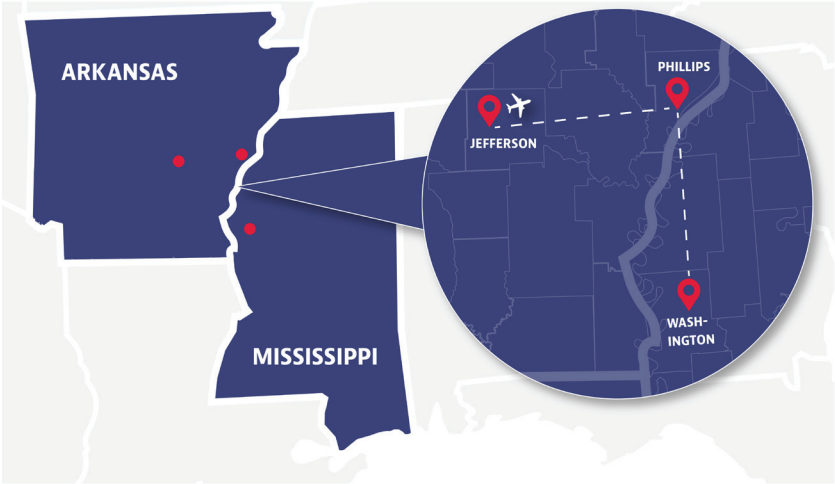 ARKANSAS
MISSISSIPPI
PHILLIPS
JEFFERSON
WASH-
INGTON